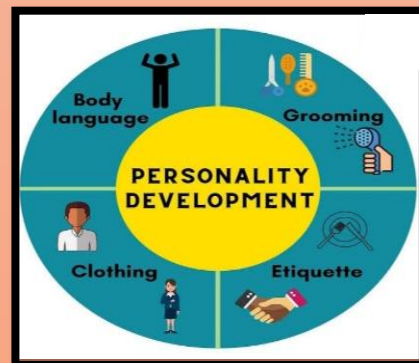 Body
language
Grooming
PERSONALITY
DEVELOPMENT
Clothing
Etiquette